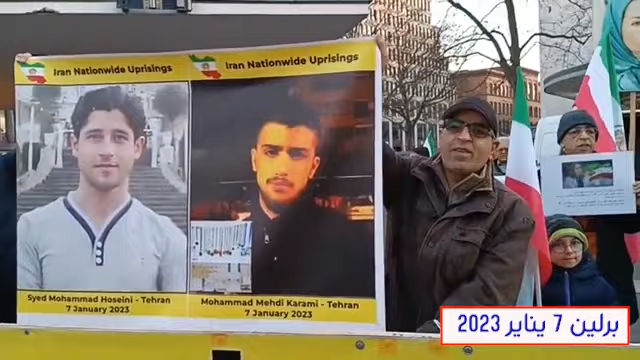 Iran Nationwide Uprisings
Iran Nationwide Uprisings
Syed Mohammad Hoseini - Tehran
7 January 2023
Mohammad Mehdi Karami - Tehran
7 January 2023
برلين 7 يناير 2023